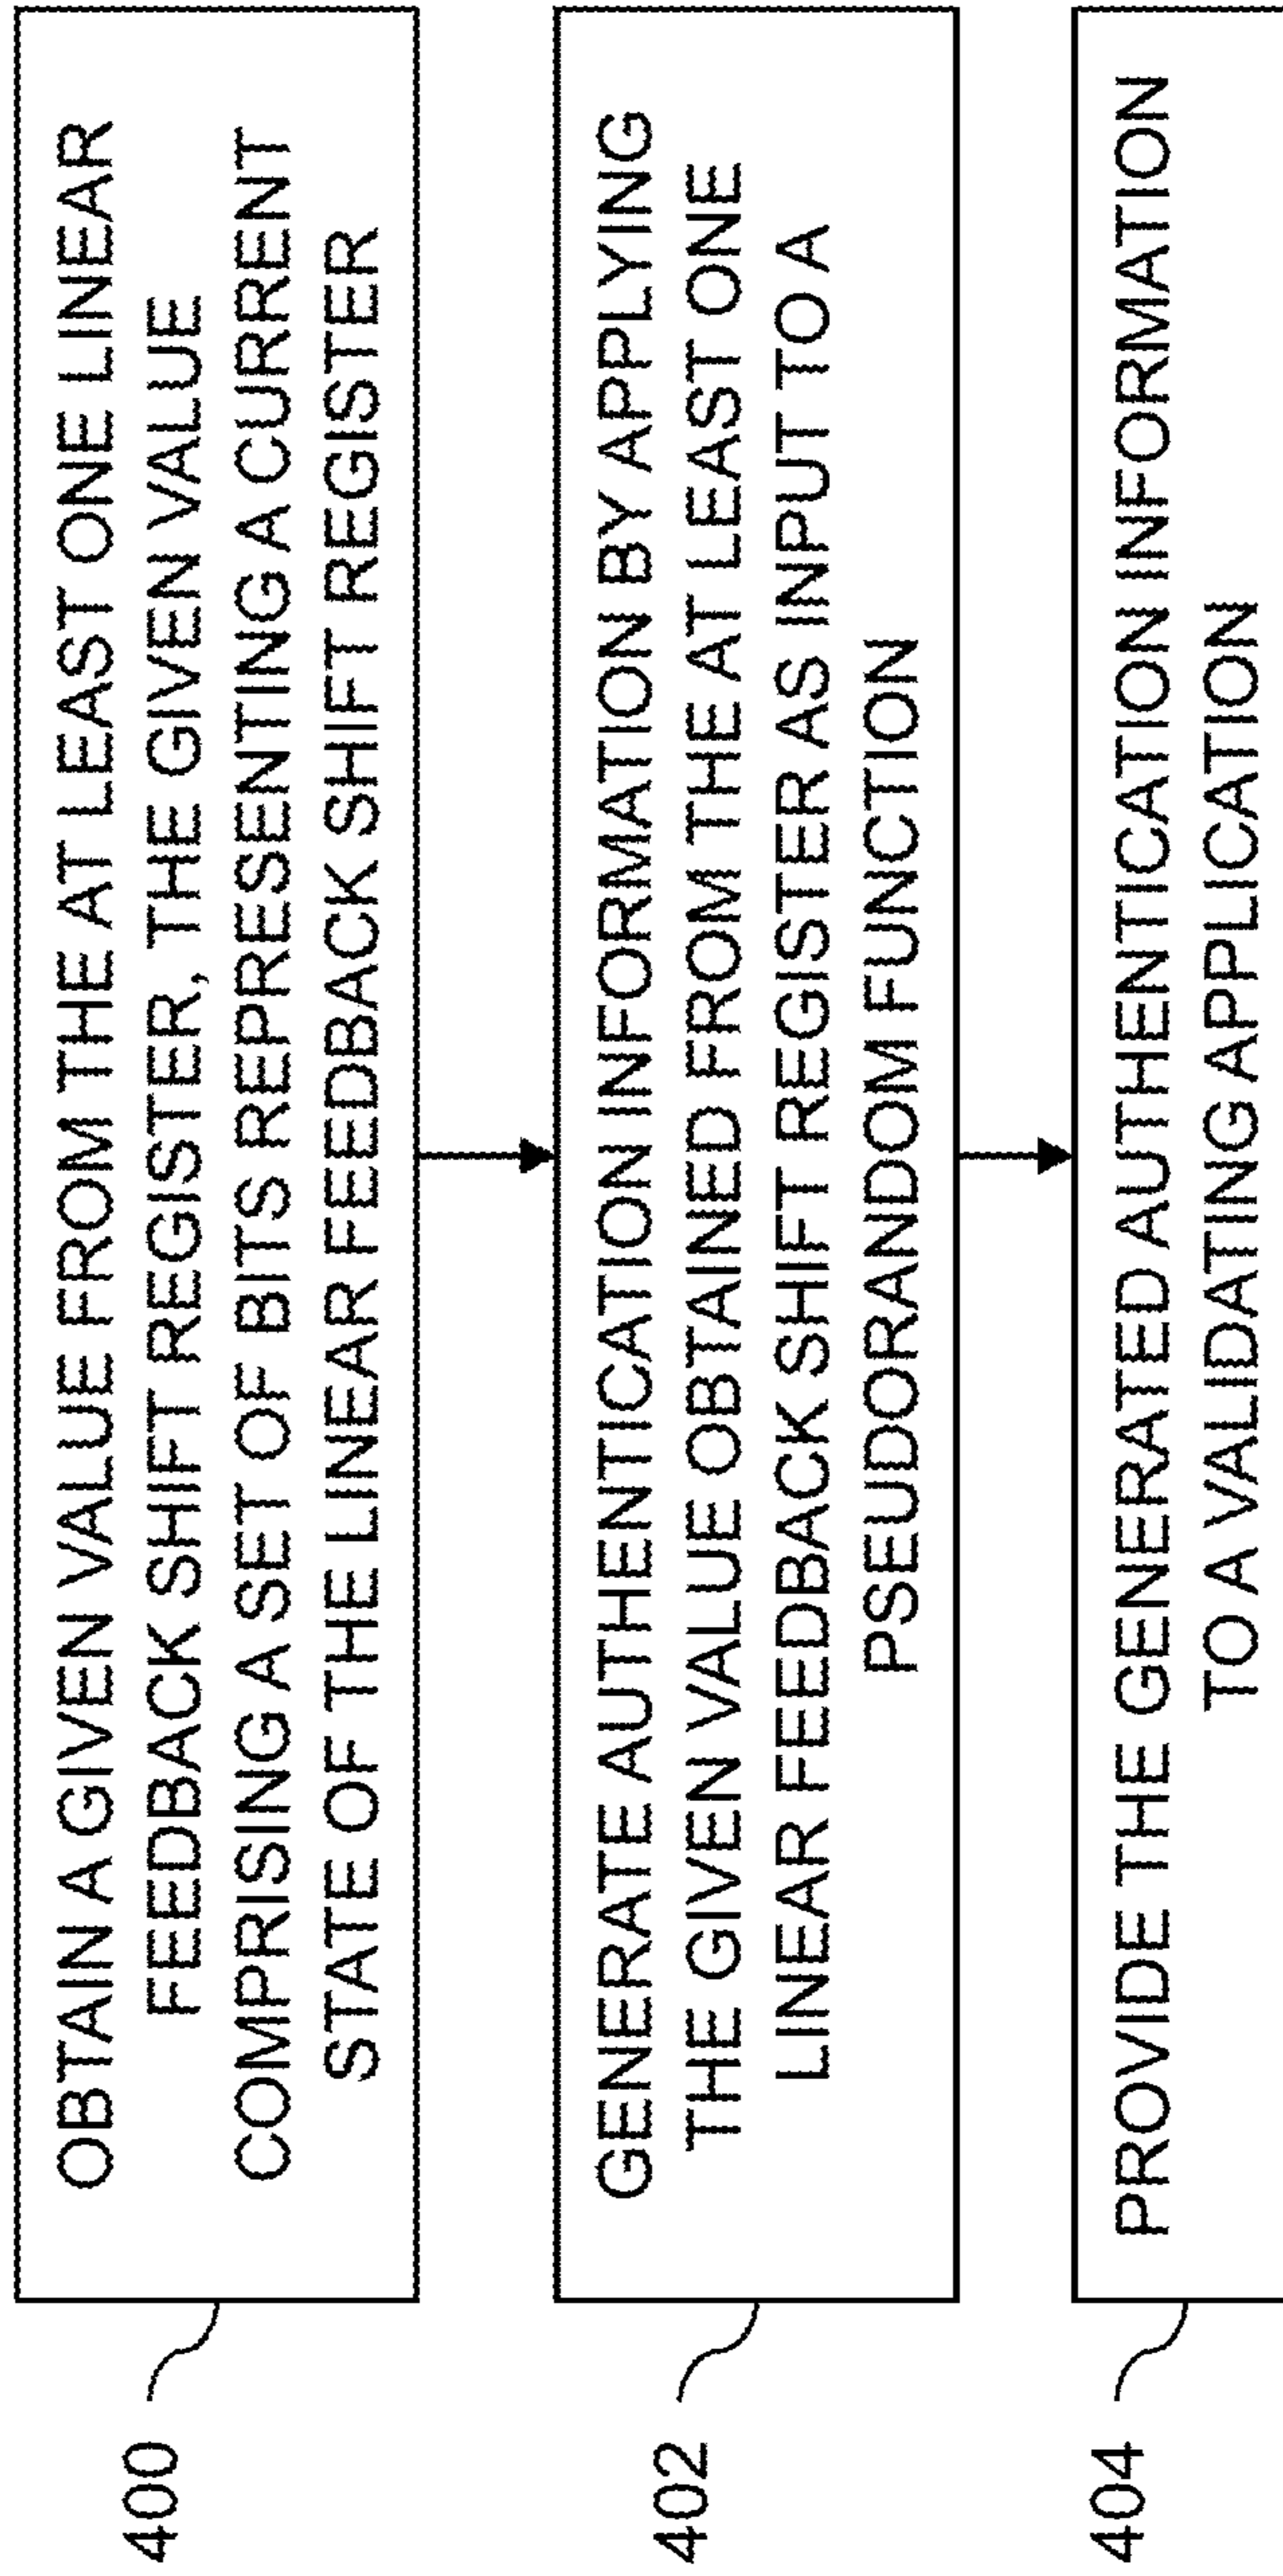 400
OBTAIN A GIVEN VALUE FROM THE AT LEAST ONE LINEAR
FEEDBACK SHIFT REGISTER, THE GIVEN VALUE
COMPRISING A SET OF BITS REPRESENTING A CURRENT
STATE OF THE LINEAR FEEDBACK SHIFT REGISTER
402
GENERATE AUTHENTICATION INFORMATION BY APPLYING
THE GIVEN VALUE OBTAINED FROM THE AT LEAST ONE
LINEAR FEEDBACK SHIFT REGISTER AS INPUT TO A
PSEUDORANDOM FUNCTION
404
PROVIDE THE GENERATED AUTHENTICATION INFORMATION
TO A VALIDATING APPLICATION